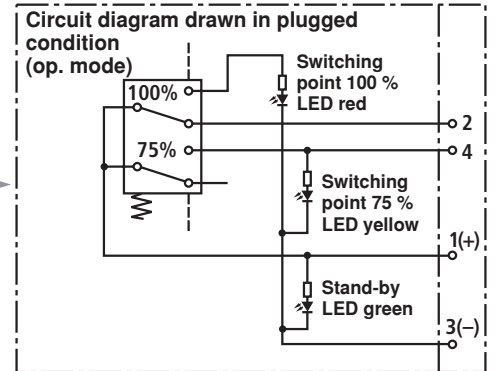 Circuit diagram drawn in plugged
condition
(op. mode)
Switching
point 100 %
LED red
100%
2
4
75%
Switching
point 75 %
LED yellow
1(+)
Stand-by
LED green
3(–)